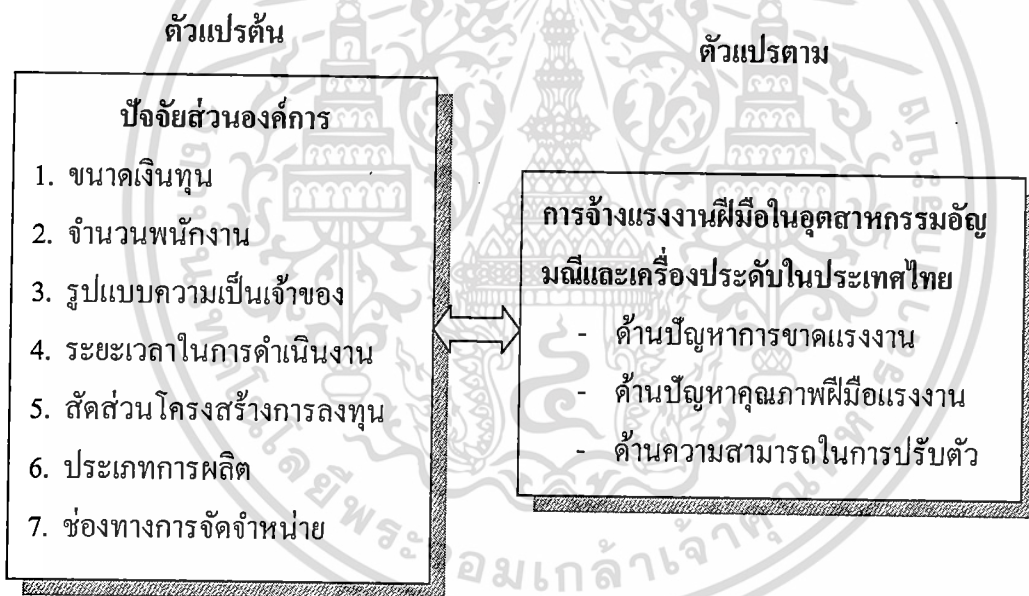 ตัวแปรต้น
ตัวแปรตาม
ปัจจัยส่วนองค์การ
1. ขนาดเงินทุน
2. จำนวนพนักงาน
3. รูปแบบความเป็นเจ้าของ
4. ระยะเวลาในการดำเนินงาน
5. สัดส่วนโครงสร้างการลงทุน
6. ประเภทการผลิต
7. ช่องทางการจัดจำหน่าย
การจ้างแรงงานฝีมือในอุตสาหกรรมอัญ
มณีและเครื่องประดับในประเทศไทย
- ด้านปัญหาการขาดแรงงาน
- ด้านปัญหาคุณภาพฝีมือแรงงาน
- ด้านความสามารถในการปรับตัว